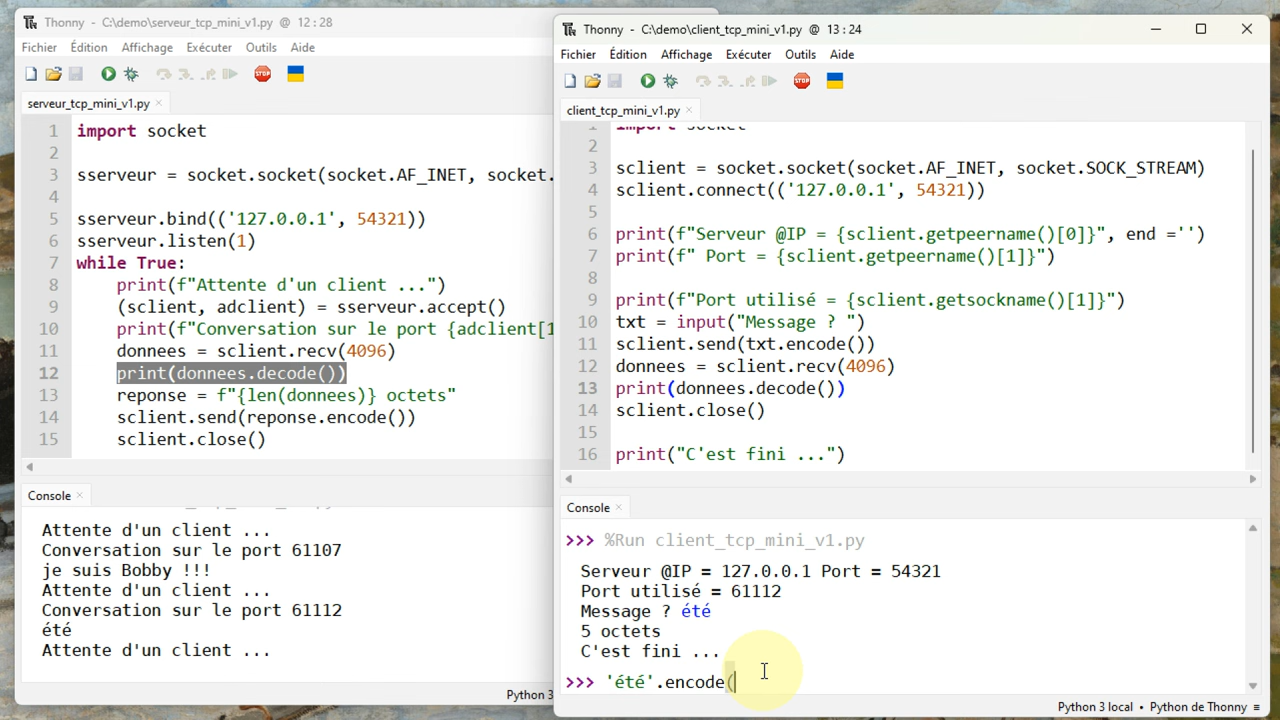 Thonny - C:\demo\serveur_tcp_mini_v1.py @ 12 : 28
Fichier Édition Affichage Exécuter Outils Aide
STOP
serveur_tcp_mini_v1.py ×
1 import socket
2
3 sserveur = socket.socket(socket.AF_INET, socket.
4
5 sserveur.bind(('127.0.0.1', 54321))
6 sserveur.listen(1)
7 while True:
8 print(f"Attente d'un client ...")
9 (sclient, adclient) = sserveur.accept()
10 print(f"Conversation sur le port {adclient[1
11 donnees = sclient.recv(4096)
12 print(donnees.decode())
13 reponse = f"{len(donnees)} octets"
14 sclient.send(reponse.encode())
15 sclient.close()
Console ×
Attente d'un client ...
Conversation sur le port 61107
je suis Bobby !!!
Attente d'un client ...
Conversation sur le port 61112
été
Attente d'un client ...
Python 3
Thonny - C:\demo\client_tcp_mini_v1.py @ 13 : 24
Fichier Édition Affichage Exécuter Outils Aide
STOP
client_tcp_mini_v1.py ×
1 import socket
2
3 sclient = socket.socket(socket.AF_INET, socket.SOCK_STREAM)
4 sclient.connect(('127.0.0.1', 54321))
5
6 print(f"Serveur @IP = {sclient.getpeername()[0]}", end ='')
7 print(f" Port = {sclient.getpeername()[1]}")
8
9 print(f"Port utilisé = {sclient.getsockname()[1]}")
10 txt = input("Message ? ")
11 sclient.send(txt.encode())
12 donnees = sclient.recv(4096)
13 print(donnees.decode())
14 sclient.close()
15
16 print("C'est fini ...")
Console ×
>>> %Run client_tcp_mini_v1.py
Serveur @IP = 127.0.0.1 Port = 54321
Port utilisé = 61112
Message ? été
5 octets
C'est fini ...
>>> 'été'.encode(
Python 3 local • Python de Thonny ≡